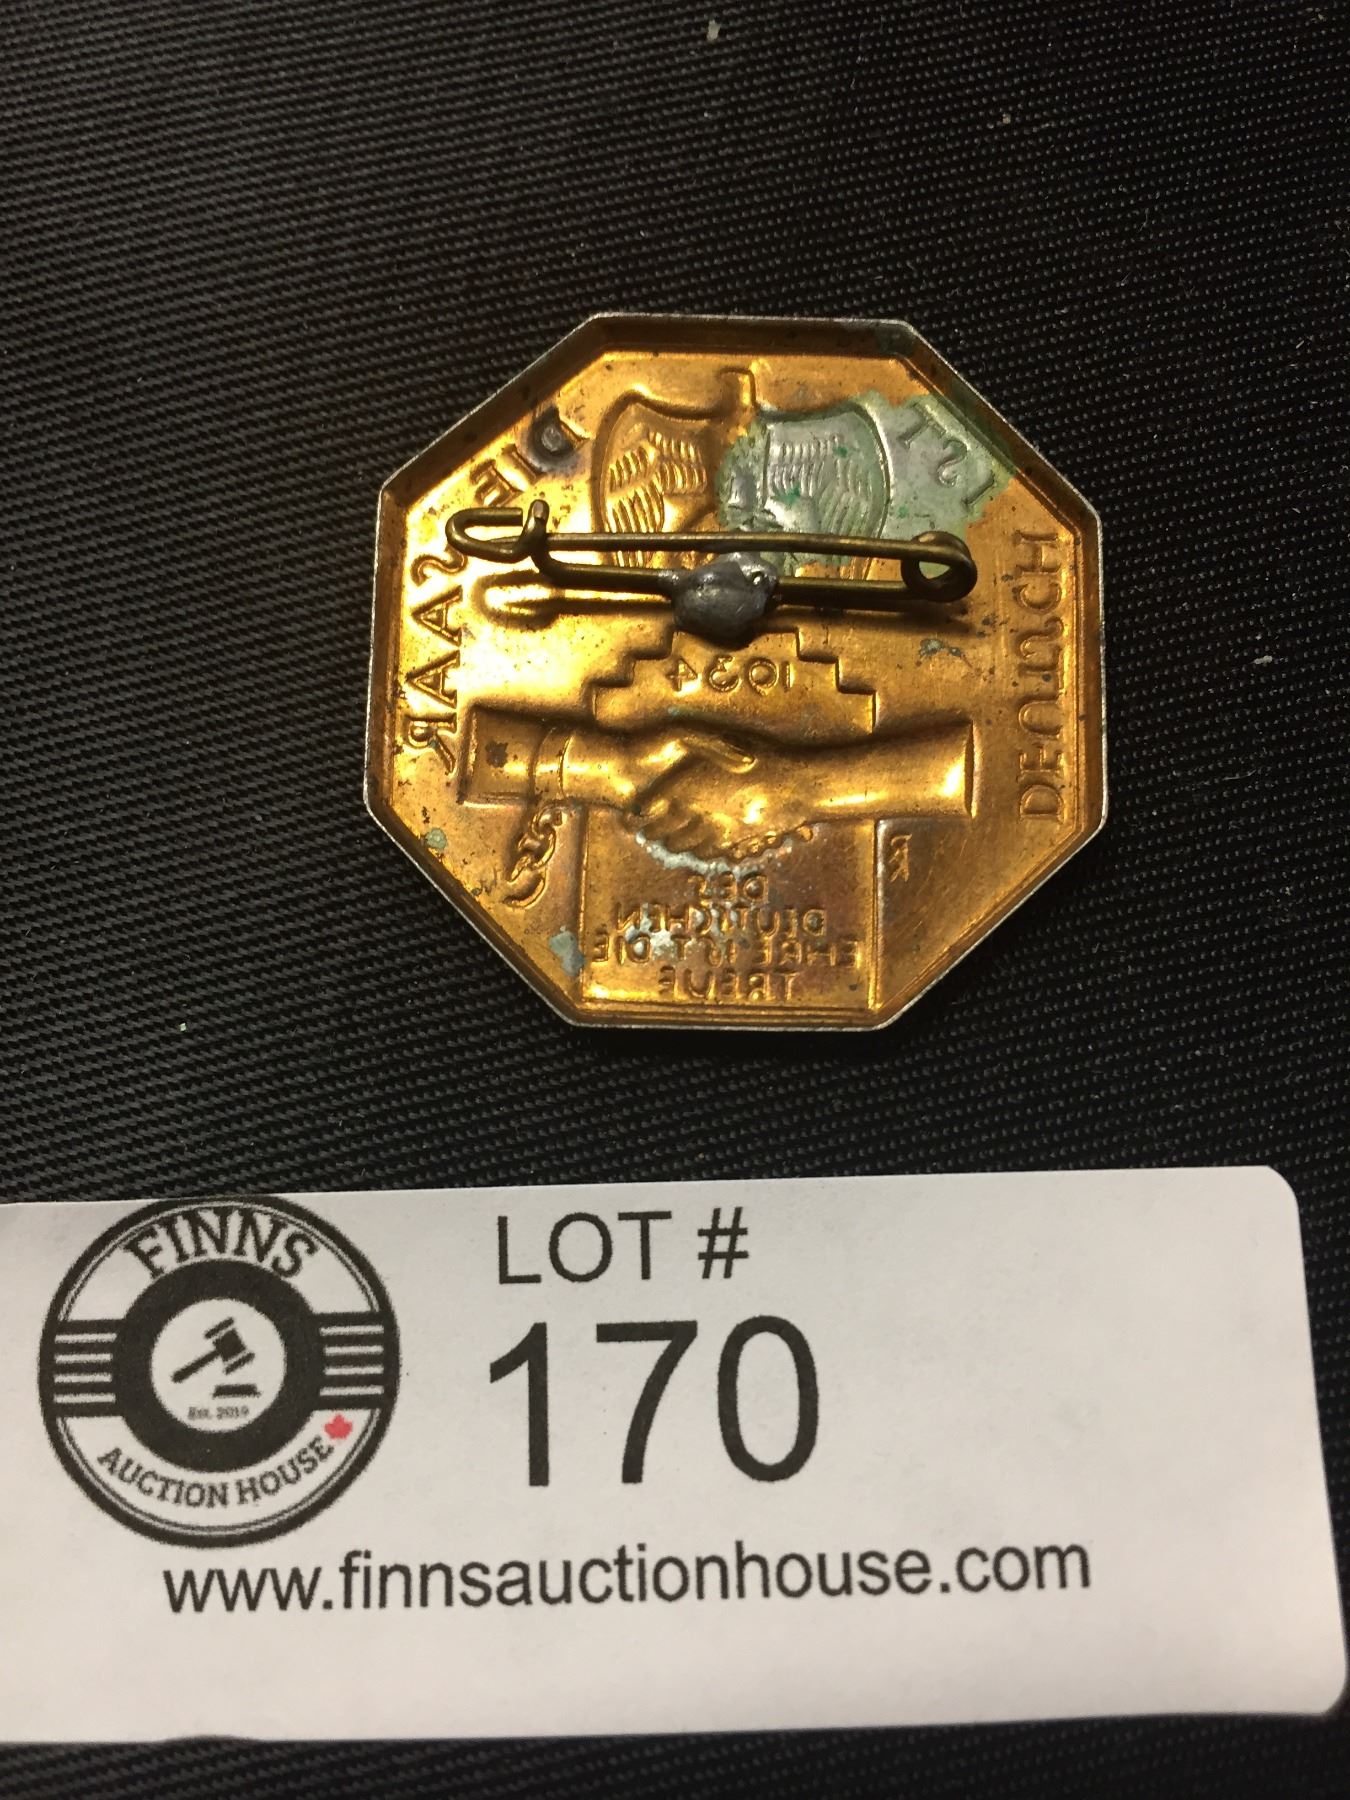 DIE SAAR
IST
DEUTSCH
1934
DES
DEUTSCHEN
EHRE IST DIE
TREUE
FINNS
EST. 2019
AUCTION HOUSE
LOT #
170
www.finnsauctionhouse.com